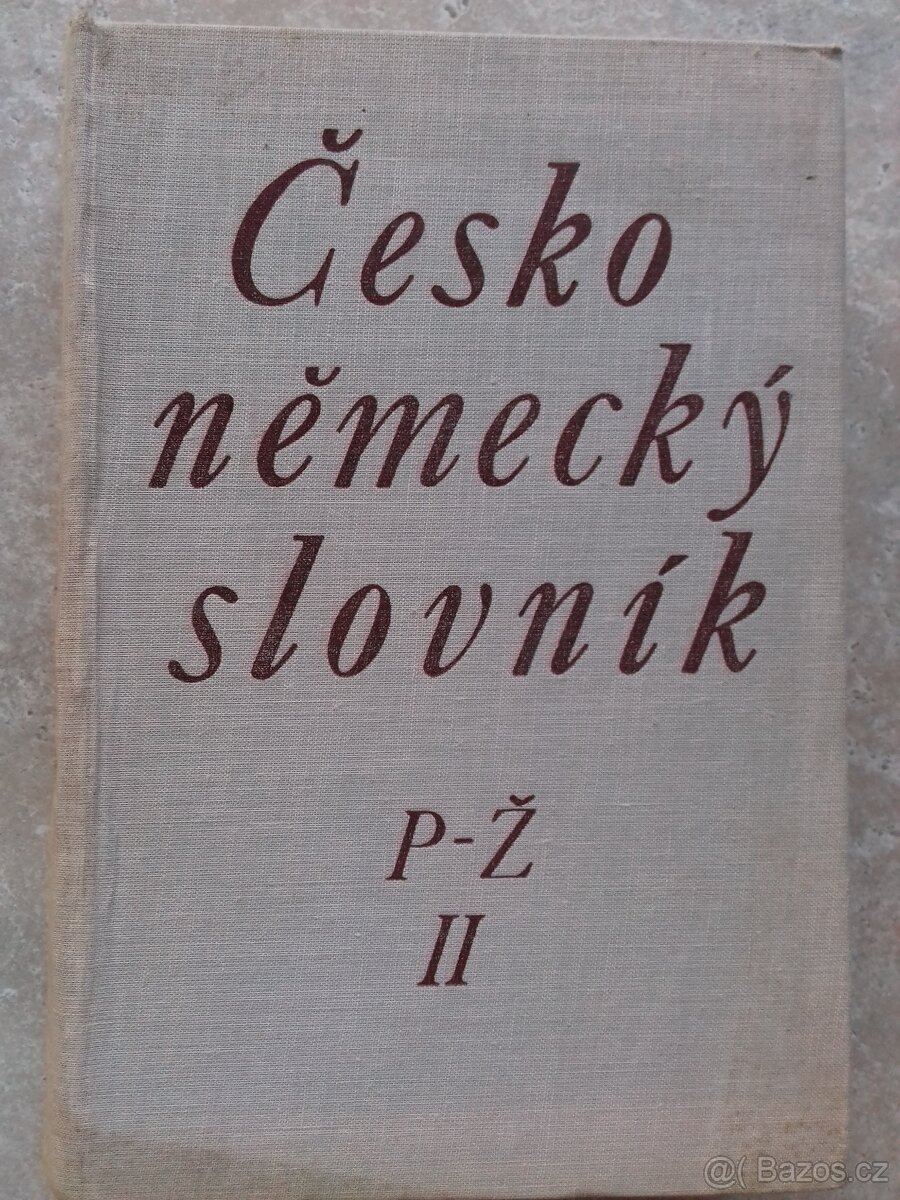 Česko
německý
slovník
P-Ž
II
@( Bazos.cz